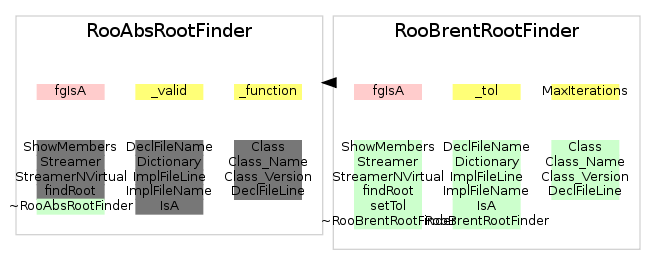 RooAbsRootFinder
fgIsA
_valid
_function
ShowMembers
Streamer
StreamerNVirtual
findRoot
~RooAbsRootFinder
DeclFileName
Dictionary
ImplFileLine
ImplFileName
IsA
Class
Class_Name
Class_Version
DeclFileLine
RooBrentRootFinder
fgIsA
_tol
MaxIterations
ShowMembers
Streamer
StreamerNVirtual
findRoot
setTol
~RooBrentRootFinder
DeclFileName
Dictionary
ImplFileLine
ImplFileName
IsA
RooBrentRootFinder
Class
Class_Name
Class_Version
DeclFileLine